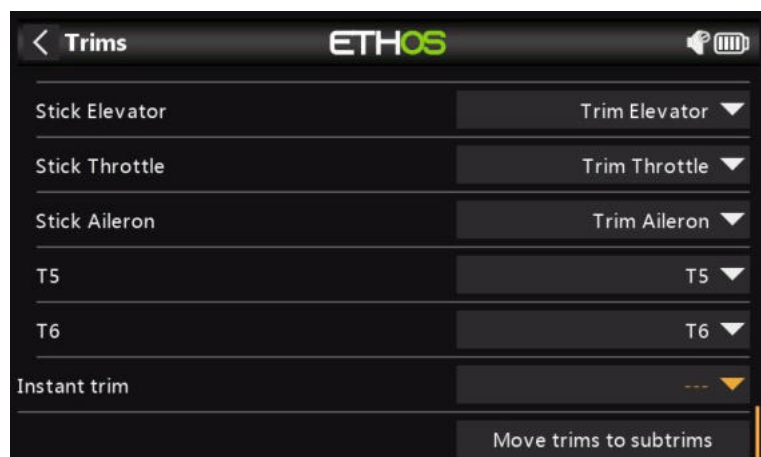 Trims ETHOS
Stick Elevator Trim Elevator
Stick Throttle Trim Throttle
Stick Aileron Trim Aileron
T5 T5
T6 T6
Instant trim ---
Move trims to subtrims